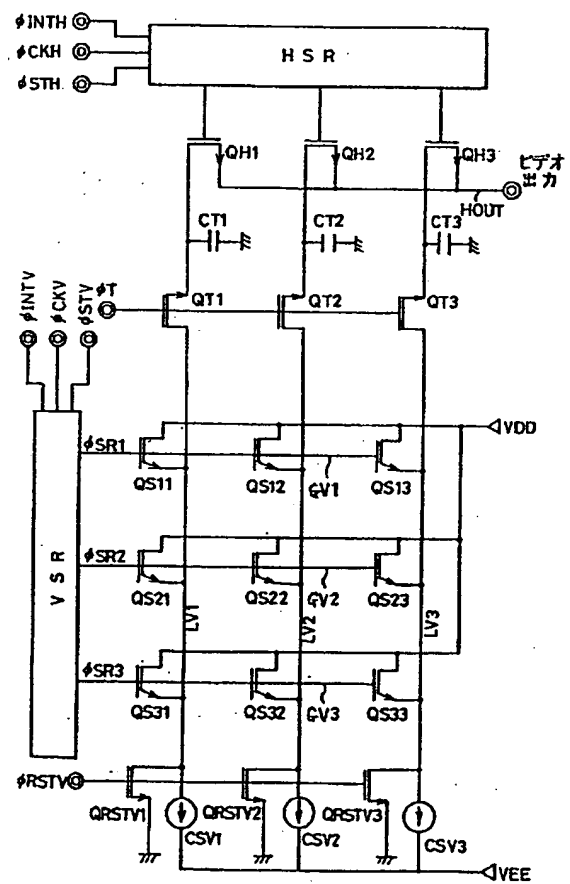 φINTH
φCKH
φSTH
HSR
QH1
QH2
QH3
ビデオ
出力
HOUT
CT1
CT2
CT3
φINTV
φCKV
φSTV
φT
QT1
QT2
QT3
VDD
φSR1
QS11
QS12
GV1
QS13
φSR2
QS21
QS22
GV2
QS23
VSR
LV1
LV2
LV3
φSR3
QS31
QS32
GV3
QS33
φRSTV
QRSTV1
QRSTV2
QRSTV3
CSV1
CSV2
CSV3
VEE